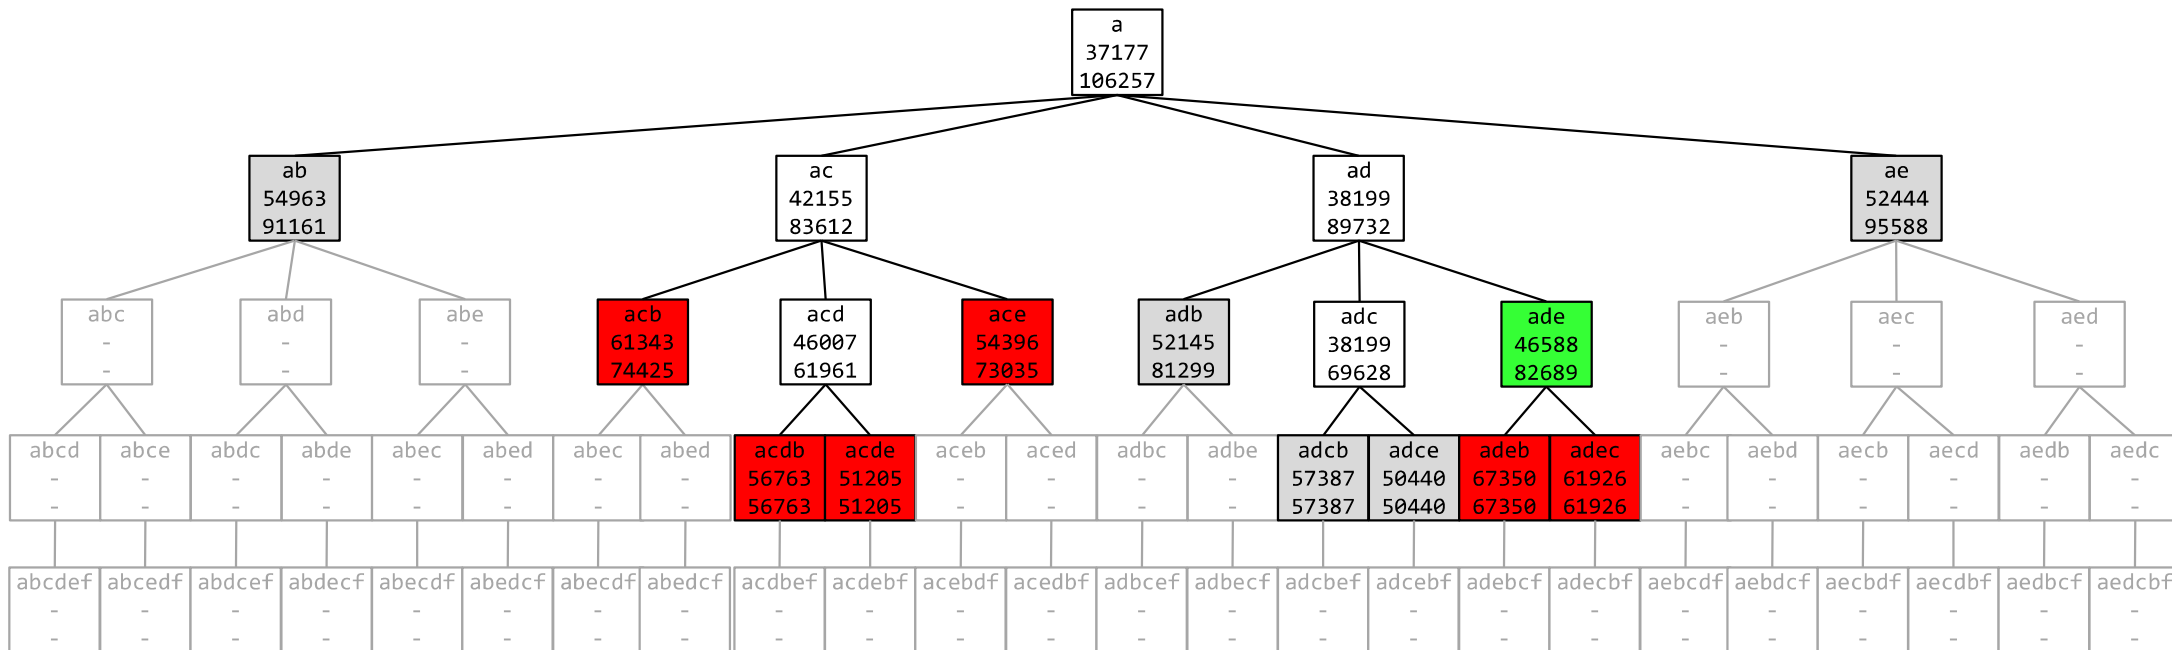 a
37177
106257
ab
54963
91161
ac
42155
83612
ad
38199
89732
ae
52444
95588
abc
-
-
abd
-
-
abe
-
-
acb
61343
74425
acd
46007
61961
ace
54396
73035
adb
52145
81299
adc
38199
69628
ade
46588
82689
aeb
-
-
aec
-
-
aed
-
-
abcd
-
-
abce
-
-
abdc
-
-
abde
-
-
abec
-
-
abed
-
-
abec
-
-
abed
-
-
acdb
56763
56763
acde
51205
51205
aceb
-
-
aced
-
-
adbc
-
-
adbe
-
-
adcb
57387
57387
adce
50440
50440
adeb
67350
67350
adec
61926
61926
aebc
-
-
aebd
-
-
aecb
-
-
aecd
-
-
aedb
-
-
aedc
-
-
abcdef
-
-
abcedf
-
-
abdcef
-
-
abdecf
-
-
abecdf
-
-
abedcf
-
-
abecdf
-
-
abedcf
-
-
acdbef
-
-
acdebf
-
-
acebdf
-
-
acedbf
-
-
adbcef
-
-
adbecf
-
-
adcbef
-
-
adcebf
-
-
adebcf
-
-
adecbf
-
-
aebcdf
-
-
aebdcf
-
-
aecbdf
-
-
aecdbf
-
-
aedbcf
-
-
aedcbf
-
-